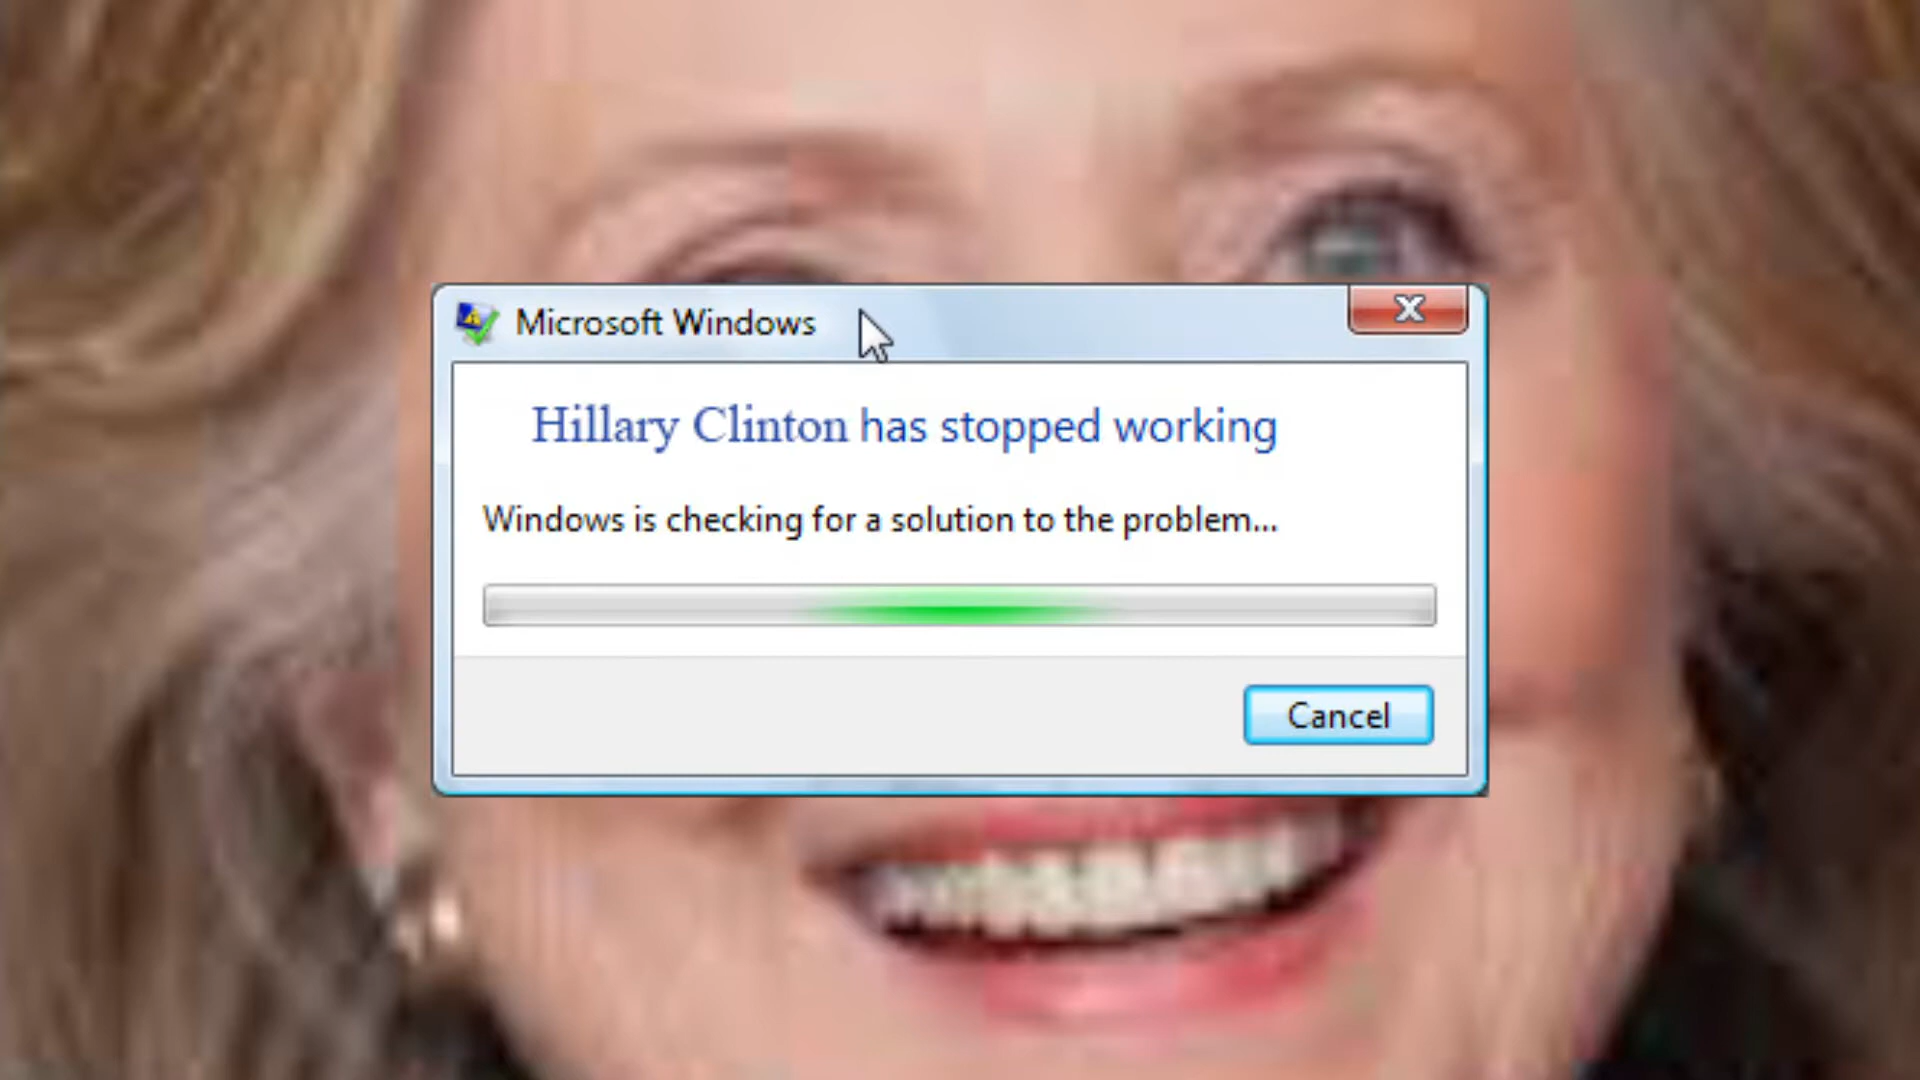 Microsoft Windows
Hillary Clinton has stopped working
Windows is checking for a solution to the problem...
Cancel